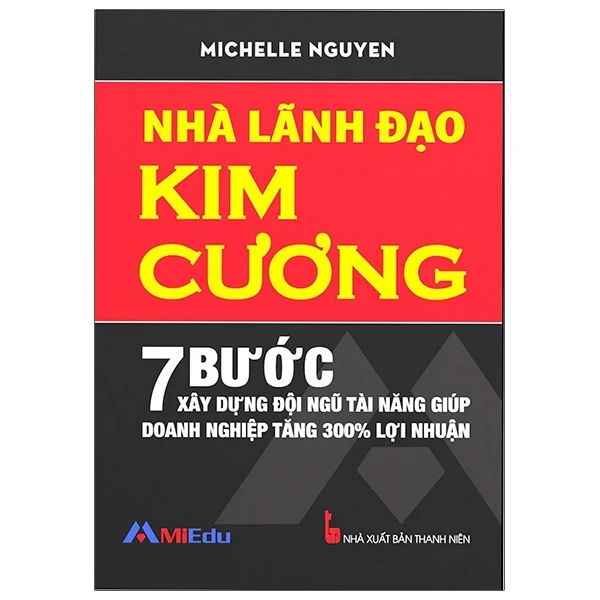 MICHELLE NGUYEN
NHÀ LÃNH ĐẠO
KIM
CƯƠNG
7 BƯỚC
XÂY DỰNG ĐỘI NGŨ TÀI NĂNG GIÚP
DOANH NGHIỆP TĂNG 300% LỢI NHUẬN
MiEdu
NHÀ XUẤT BẢN THANH NIÊN